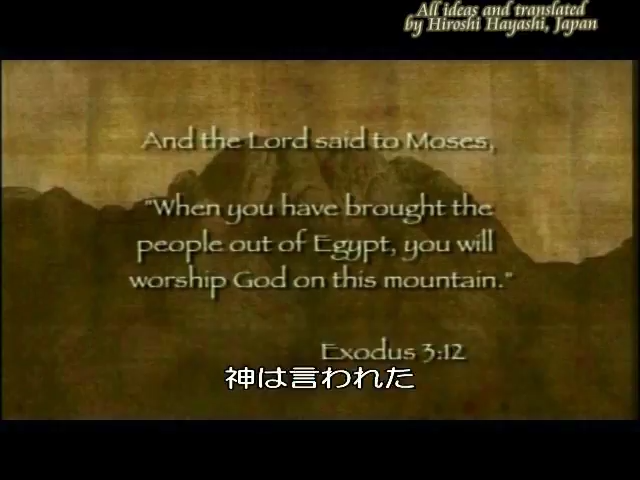 All ideas and translated
by Hiroshi Hayashi, Japan
And the Lord said to Moses,
"When you have brought the
people out of Egypt, you will
worship God on this mountain."
Exodus 3:12
神は言われた